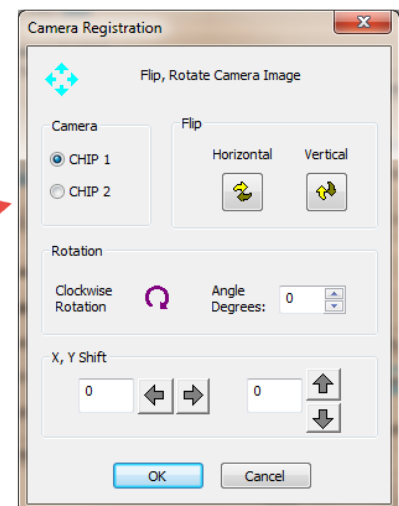 Camera Registration
Flip, Rotate Camera Image
Camera
CHIP 1
CHIP 2
Flip
Horizontal Vertical
Rotation
Clockwise
Rotation
Angle
Degrees:
0
X, Y Shift
0 0
OK Cancel